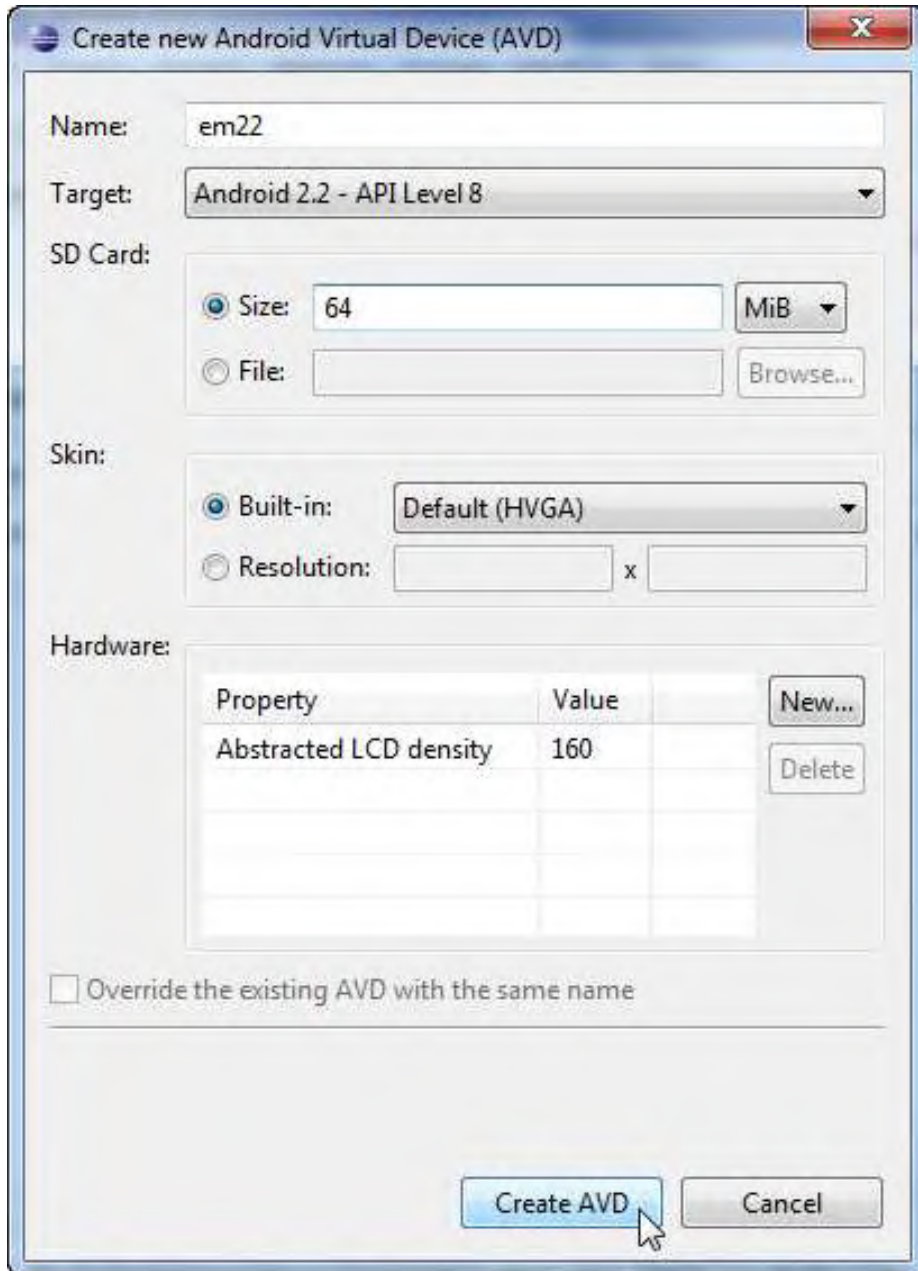 Create new Android Virtual Device (AVD)
X
Name: em22
Target: Android 2.2 - API Level 8
SD Card:
Size: 64 MiB
File: Browse...
Skin:
Built-in: Default (HVGA)
Resolution: x
Hardware:
Property Value New...
Abstracted LCD density 160
Delete
Override the existing AVD with the same name
Create AVD Cancel